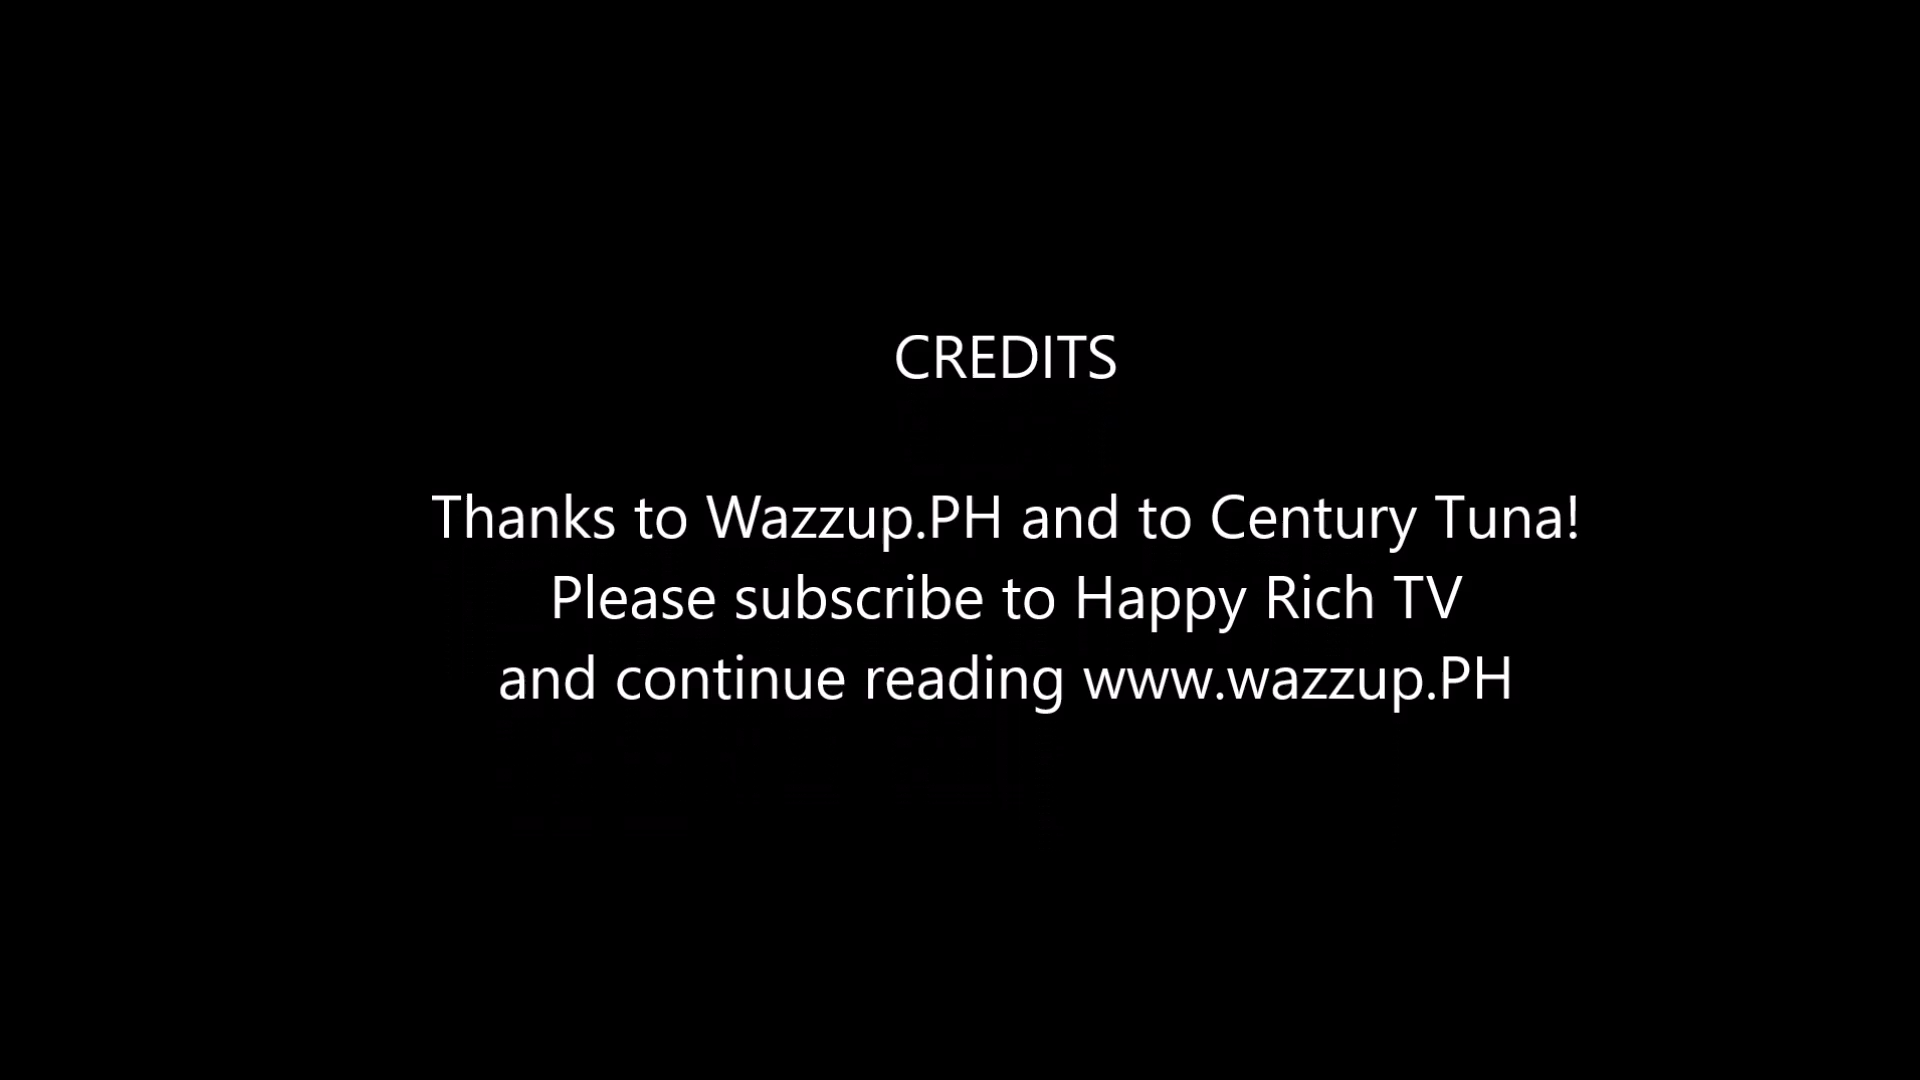 CREDITS
Thanks to Wazzup.PH and to Century Tuna!
Please subscribe to Happy Rich TV
and continue reading www.wazzup.PH